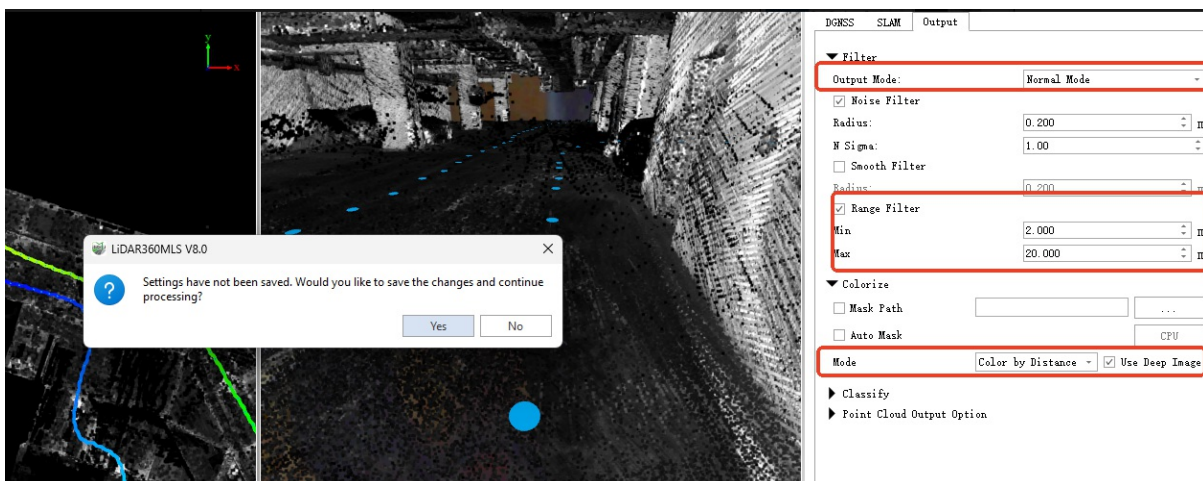 Y
X
LiDAR360MLS V8.0
Settings have not been saved. Would you like to save the changes and continue
processing?
Yes
No
DGNSS SLAM Output
Filter
Output Mode: Normal Mode
Noise Filter
Radius: 0.200 m
N Sigma: 1.00
Smooth Filter
Radius: 0.200 m
Range Filter
Min 2.000 m
Max 20.000 m
Colorize
Mask Path ...
Auto Mask CPU
Mode Color by Distance Use Deep Image
Classify
Point Cloud Output Option